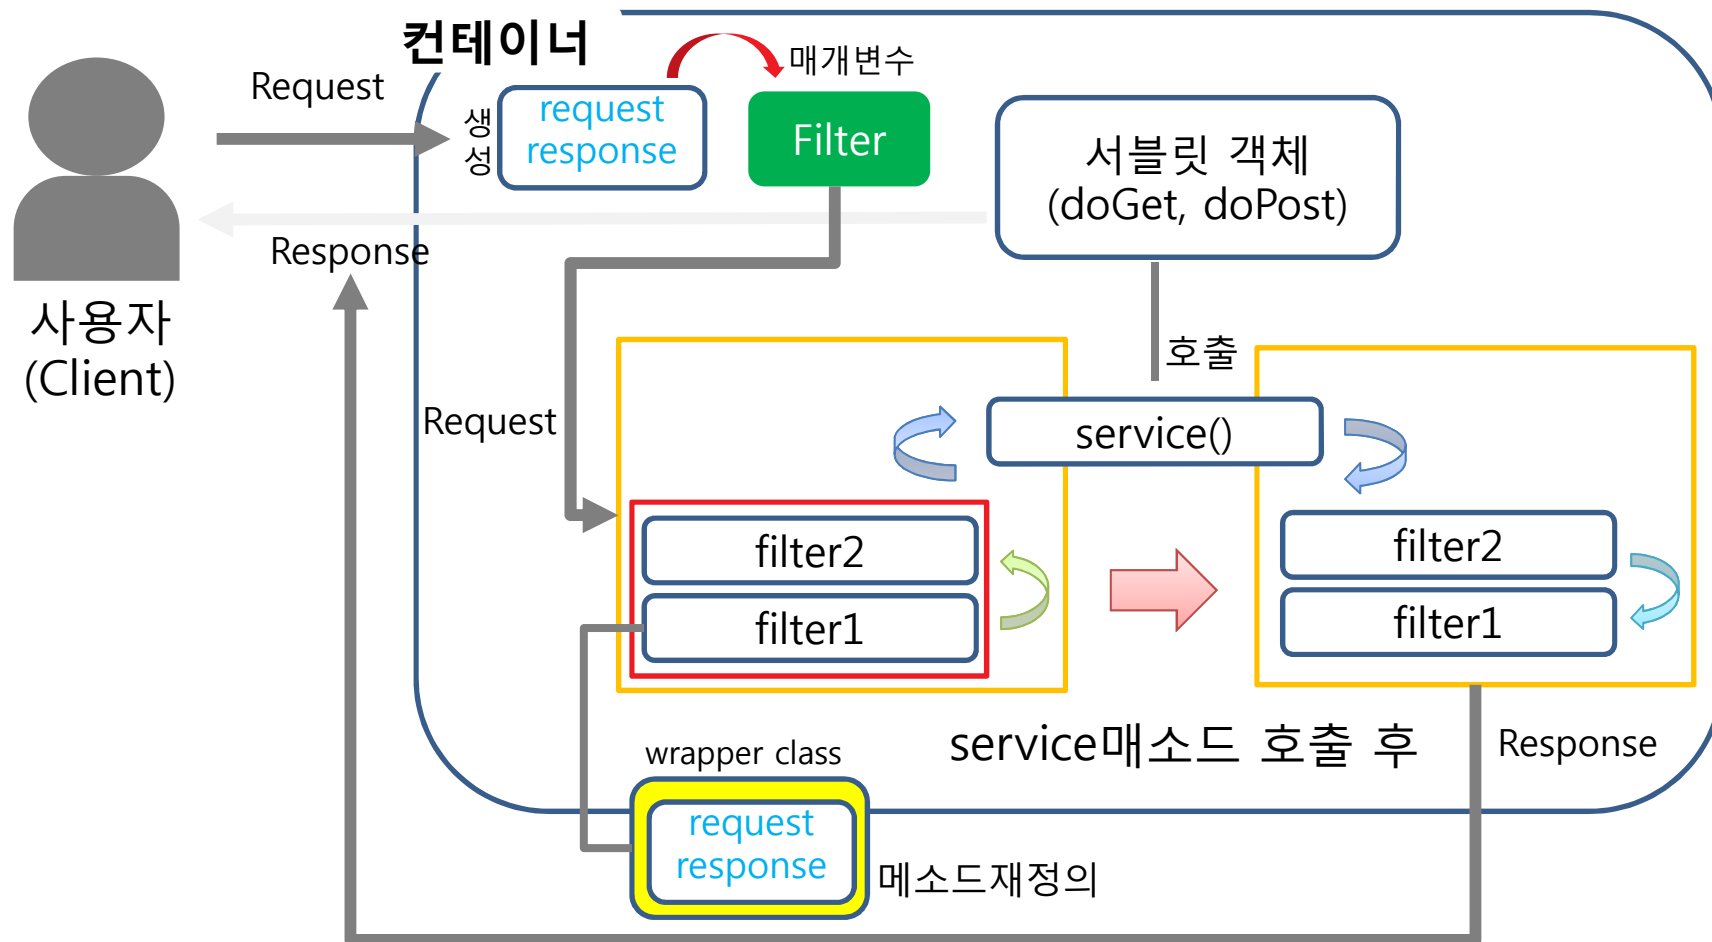 컨테이너
Request
생성
request
response
매개변수
Filter
서블릿 객체
(doGet, doPost)
Response
사용자
(Client)
호출
Request
service()
filter2
filter1
filter2
filter1
service매소드 호출 후
Response
wrapper class
request
response
메소드재정의